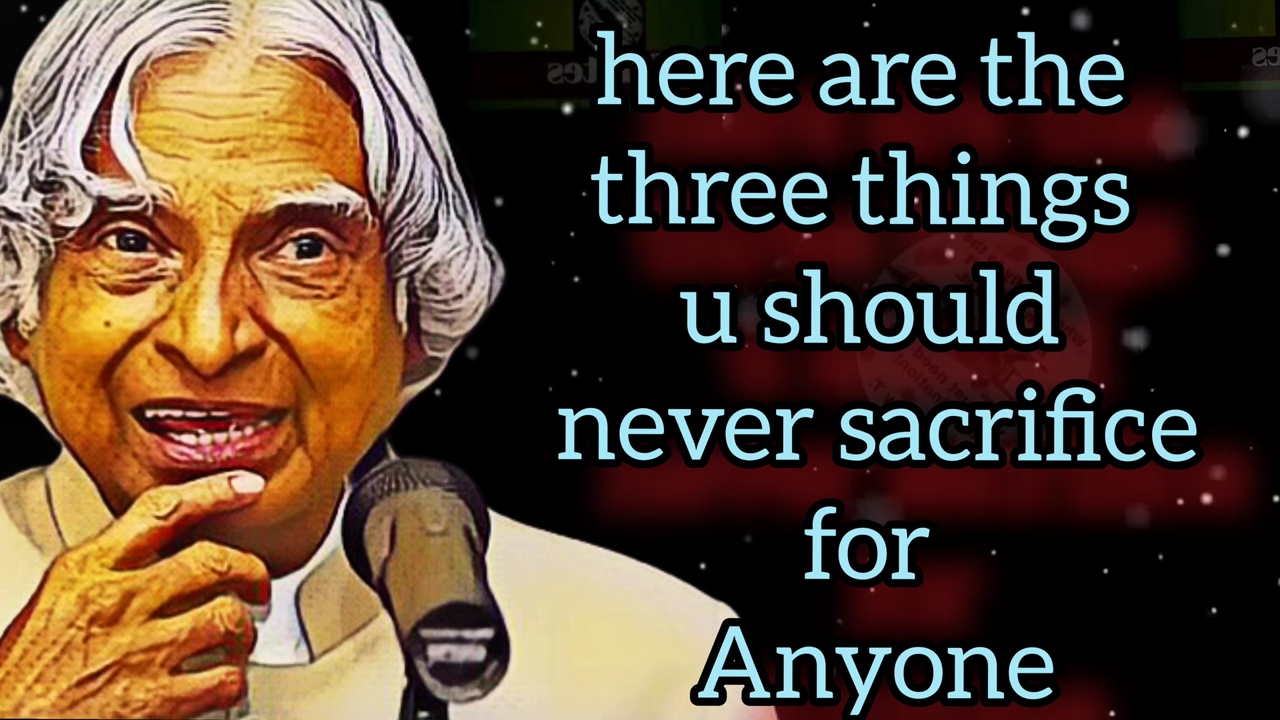 here are the
three things
u should
never sacrifice
for
Anyone